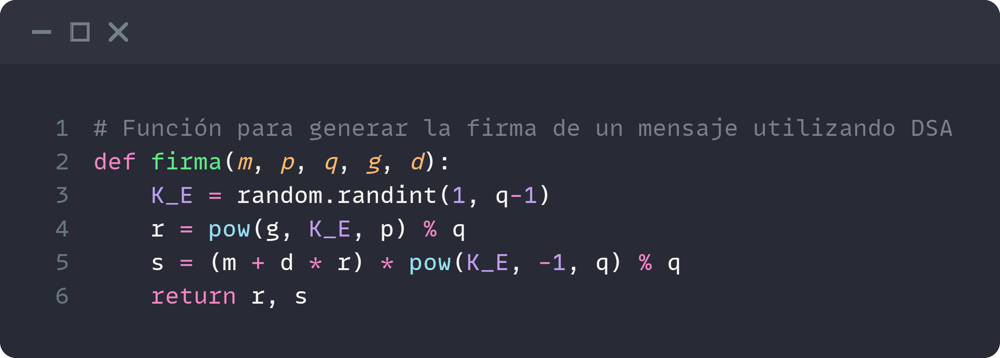 1 # Función para generar la firma de un mensaje utilizando DSA
2 def firma(m, p, q, g, d):
3     K_E = random.randint(1, q-1)
4     r = pow(g, K_E, p) % q
5     s = (m + d * r) * pow(K_E, -1, q) % q
6     return r, s